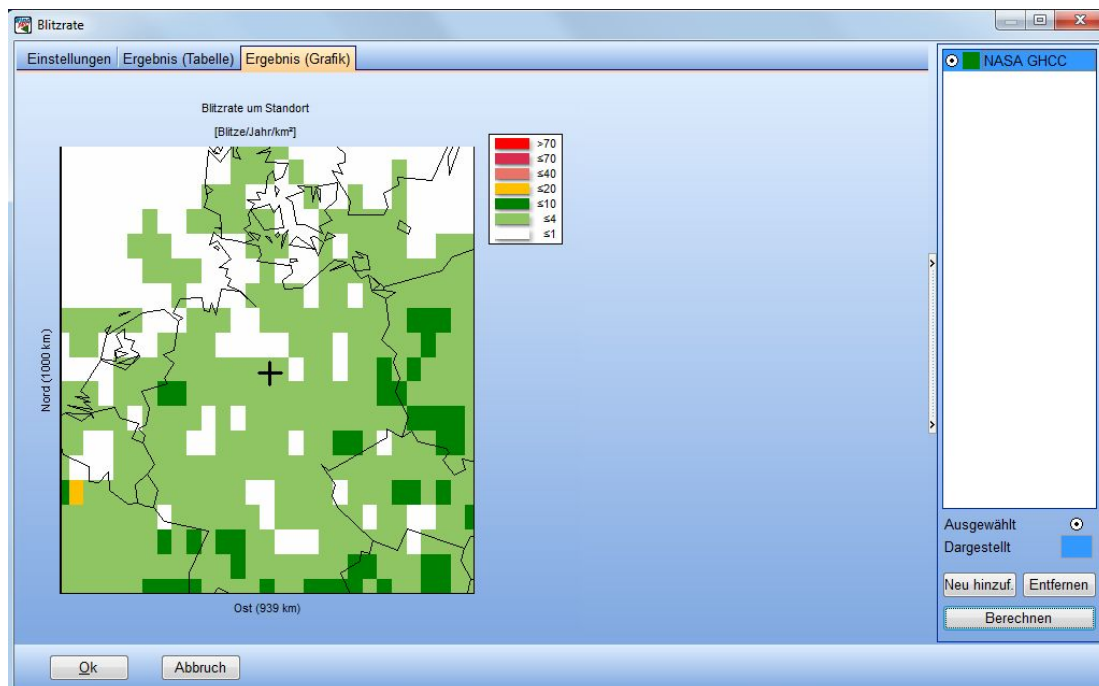 Blitzrate
Einstellungen Ergebnis (Tabelle) Ergebnis (Grafik)
Blitzrate um Standort
[Blitze/Jahr/km²]
>70
≤70
≤40
≤20
≤10
≤4
≤1
Nord (1000 km)
Ost (939 km)
NASA GHCC
Ausgewählt
Dargestellt
Neu hinzuf. Entfernen
Berechnen
Ok Abbruch